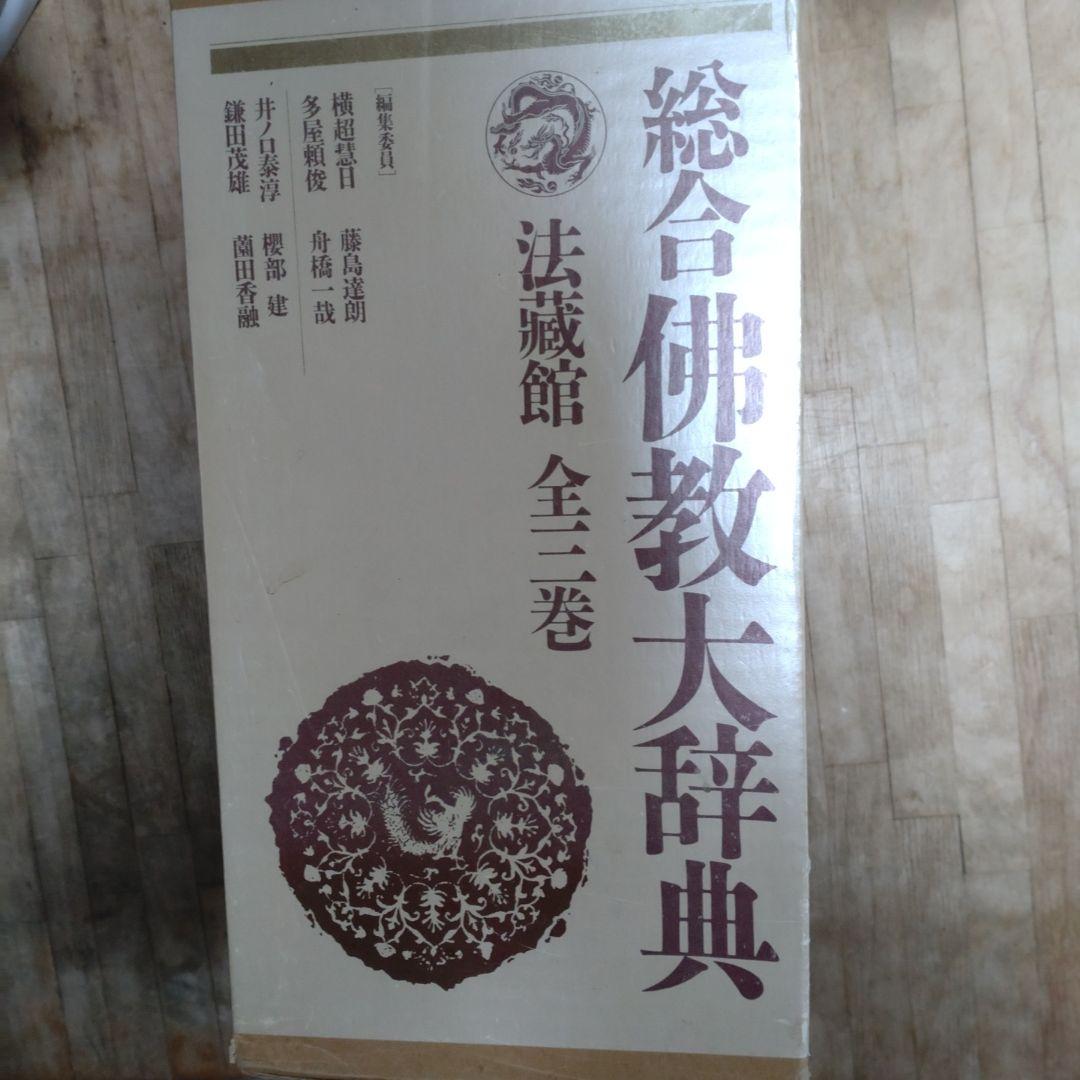 総合佛教大辞典
法藏館 全三巻
［編集委員］
横超慧日 藤島達朗
多屋頼俊 舟橋一哉
井ノ口泰淳 櫻部 建
鎌田茂雄 薗田香融